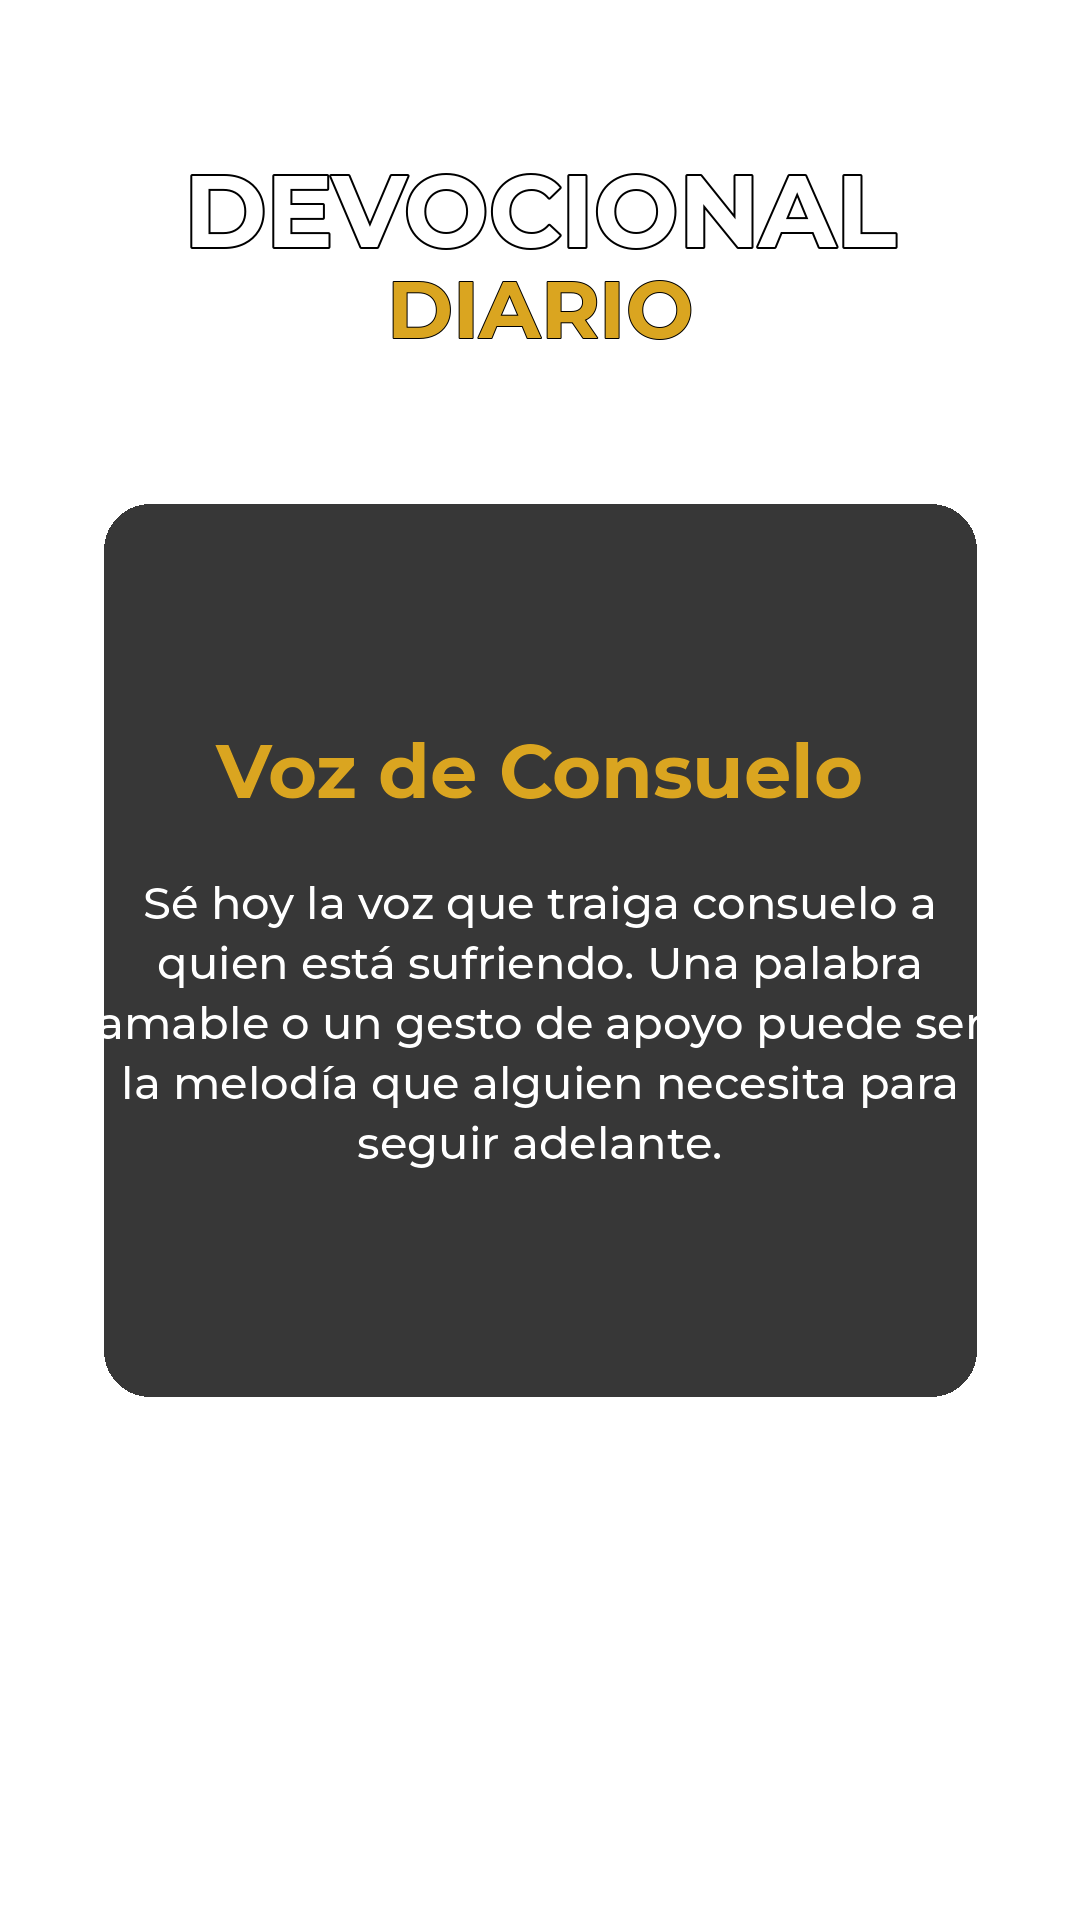 DEVOCIONAL
DIARIO
Voz de Consuelo
Sé hoy la voz que traiga consuelo a
quien está sufriendo. Una palabra
amable o un gesto de apoyo puede ser
la melodía que alguien necesita para
seguir adelante.